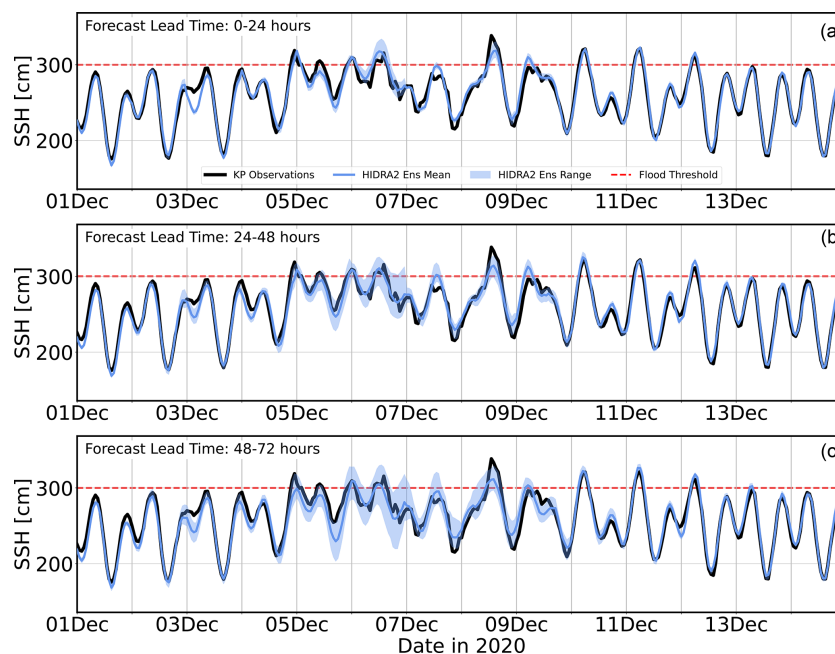 Forecast Lead Time: 0-24 hours
(a
SSH [cm]
300
200
KP Observations HIDRA2 Ens Mean HIDRA2 Ens Range Flood Threshold
01Dec 03Dec 05Dec 07Dec 09Dec 11Dec 13Dec
Forecast Lead Time: 24-48 hours
(b
SSH [cm]
300
200
01Dec 03Dec 05Dec 07Dec 09Dec 11Dec 13Dec
Forecast Lead Time: 48-72 hours
(c
SSH [cm]
300
200
01Dec 03Dec 05Dec 07Dec 09Dec 11Dec 13Dec
Date in 2020